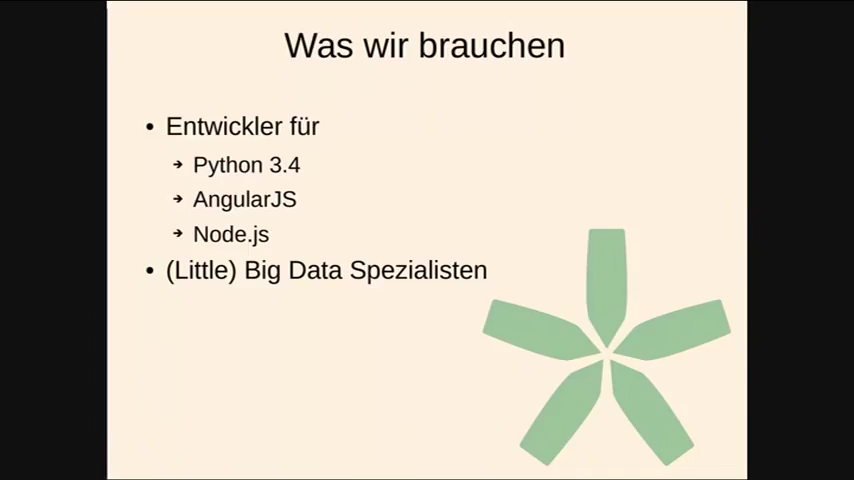 Was wir brauchen
• Entwickler für
➔ Python 3.4
➔ AngularJS
➔ Node.js
• (Little) Big Data Spezialisten